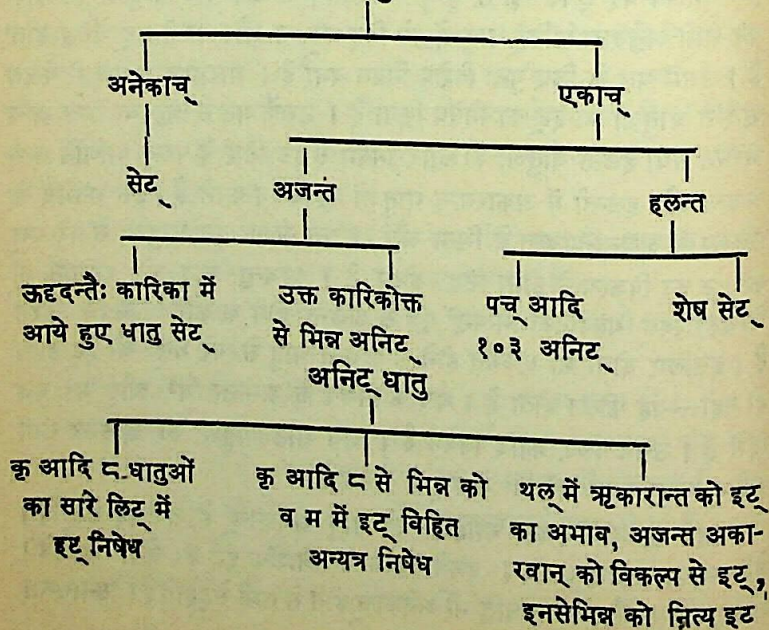 अनेकाच्
एकाच्
सेट्
अजन्त
हलन्त
ऊदृदन्तैः कारिका में
आये हुए धातु सेट्
उक्त कारिकोक्त
से भिन्न अनिट्
पच् आदि
१०३ अनिट्
शेष सेट्
अनिट् धातु
कृ आदि ८ धातुओं
का सारे लिट् में
इट् निषेध
कृ आदि ८ से भिन्न को
व म में इट् विहित
अन्यत्र निषेध
थल् में ऋकारान्त को इट्
का अभाव, अजन्त अका-
रवान् को विकल्प से इट्,
इनसेभिन्न को नित्य इट